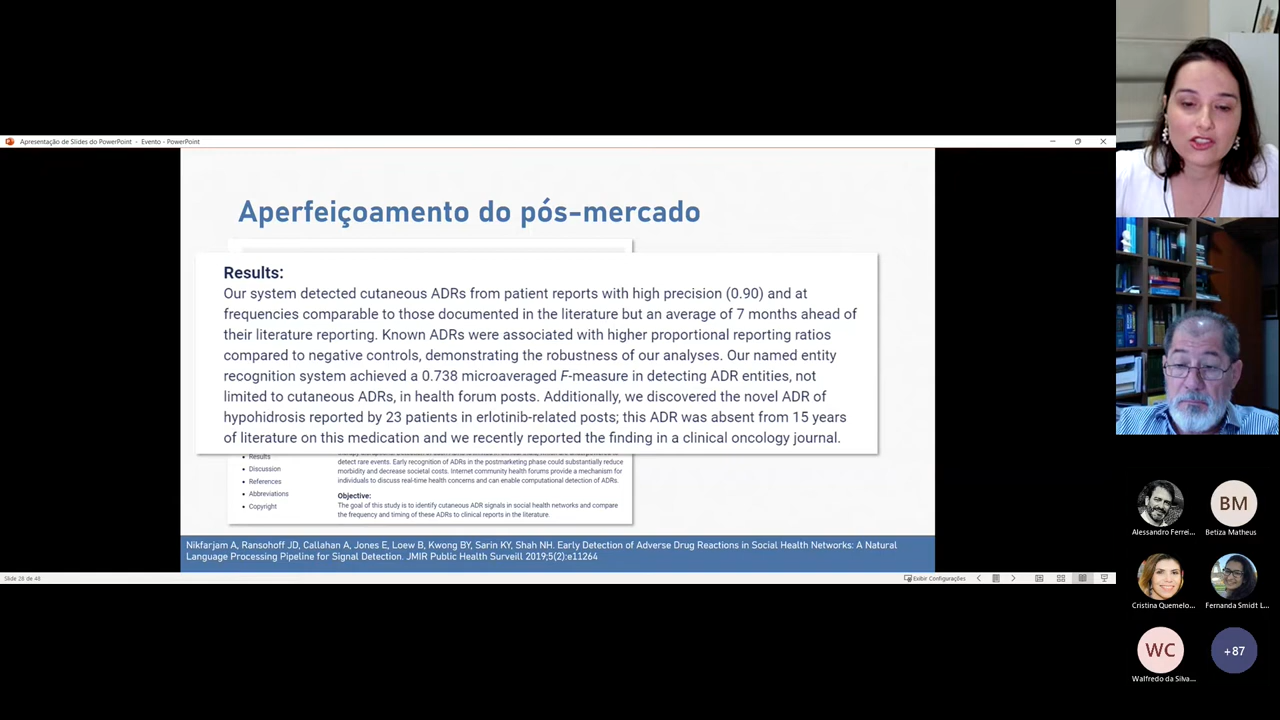 Apresentação de Slides do PowerPoint - Evento - PowerPoint
Aperfeiçoamento do pós-mercado
Results:
Our system detected cutaneous ADRs from patient reports with high precision (0.90) and at
frequencies comparable to those documented in the literature but an average of 7 months ahead of
their literature reporting. Known ADRs were associated with higher proportional reporting ratios
compared to negative controls, demonstrating the robustness of our analyses. Our named entity
recognition system achieved a 0.738 microaveraged F-measure in detecting ADR entities, not
limited to cutaneous ADRs, in health forum posts. Additionally, we discovered the novel ADR of
hypohidrosis reported by 23 patients in erlotinib-related posts; this ADR was absent from 15 years
of literature on this medication and we recently reported the finding in a clinical oncology journal.
• Results
• Discussion
• References
• Abbreviations
• Copyright
detect rare events. Early recognition of ADRs in the postmarketing phase could substantially reduce
morbidity and decrease societal costs. Internet community health forums provide a mechanism for
individuals to discuss real-time health concerns and can enable computational detection of ADRs.
Objective:
The goal of this study is to identify cutaneous ADR signals in social health networks and compare
the frequency and timing of these ADRs to clinical reports in the literature.
Nikfarjam A, Ransohoff JD, Callahan A, Jones E, Loew B, Kwong BY, Sarin KY, Shah NH. Early Detection of Adverse Drug Reactions in Social Health Networks: A Natural
Language Processing Pipeline for Signal Detection. JMIR Public Health Surveill 2019;5(2):e11264
Slide 28 de 40
Exibir Configurações
BM
Alessandro Ferrei...
Betiza Matheus
Cristina Quemelo...
Fernanda Smidt L...
WC
+87
Walfredo da Silva...